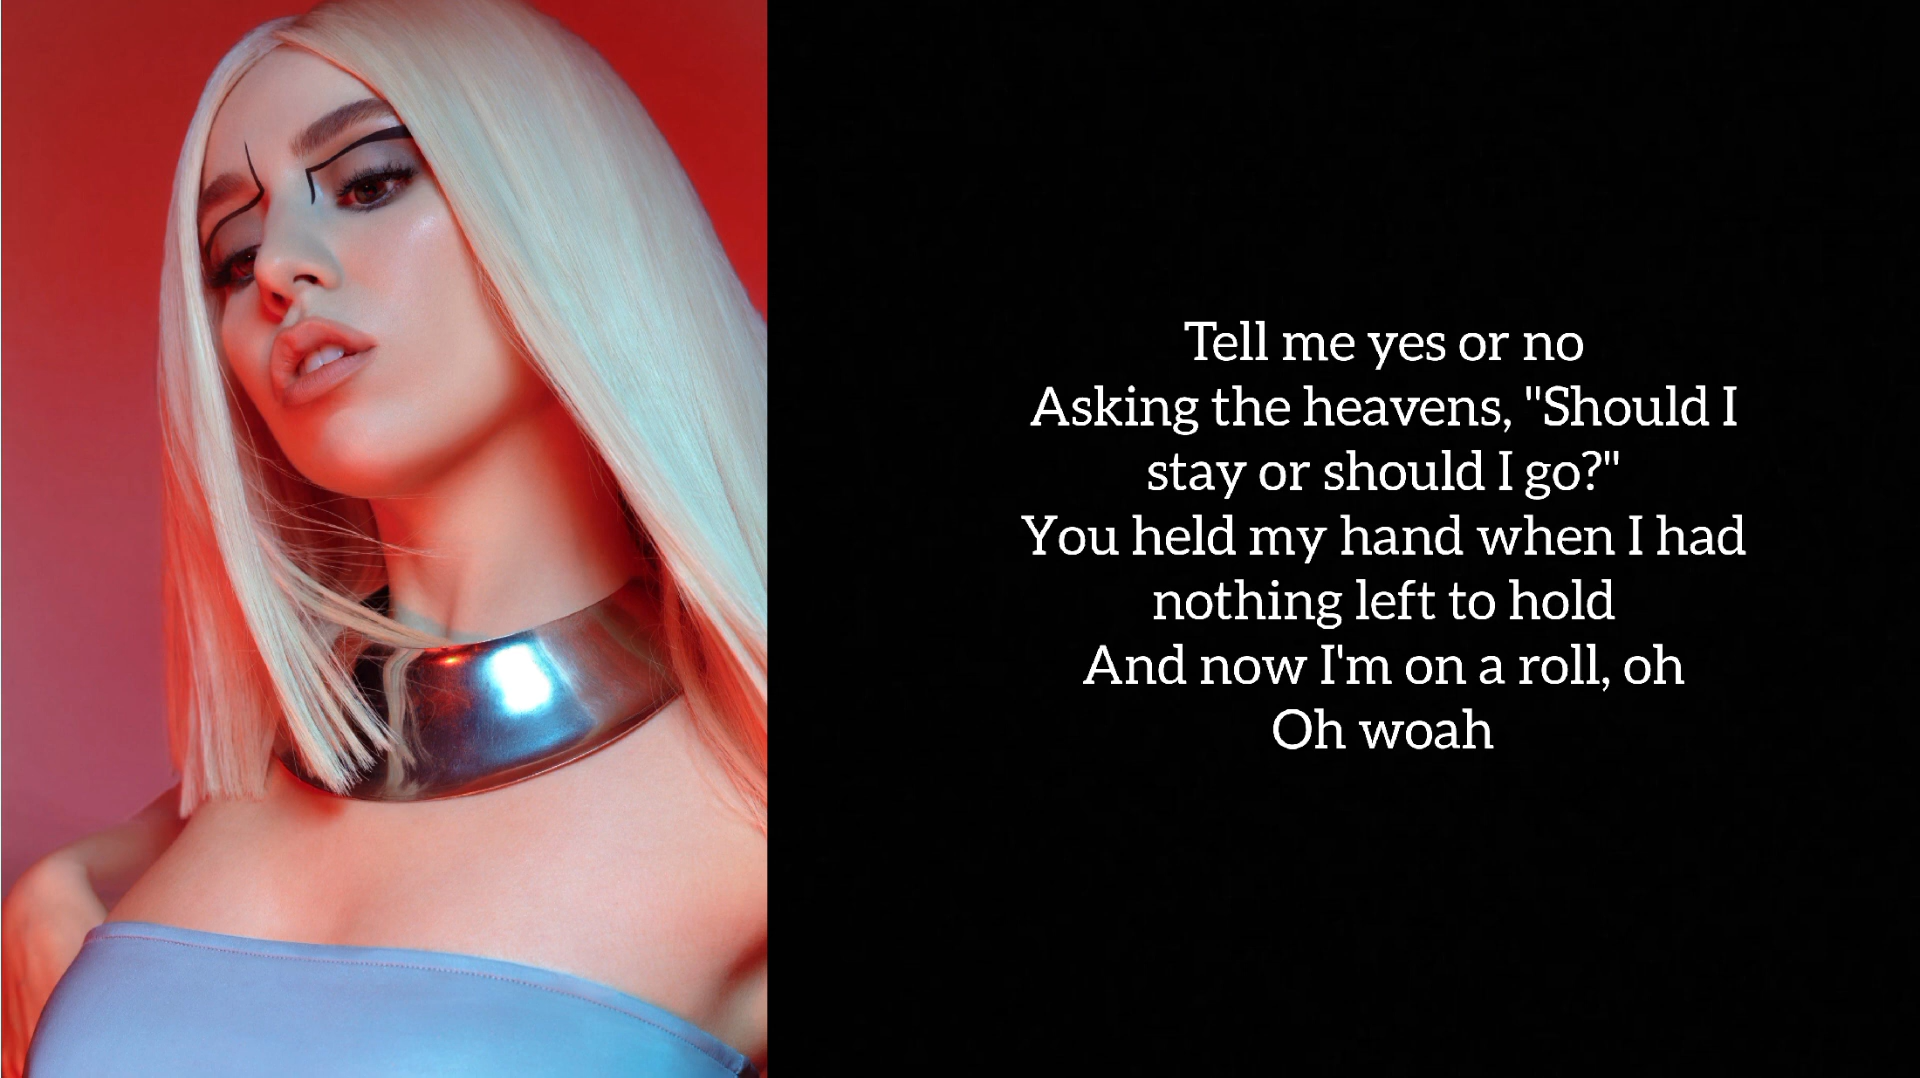 Tell me yes or no
Asking the heavens, "Should I
stay or should I go?"
You held my hand when I had
nothing left to hold
And now I'm on a roll, oh
Oh woah